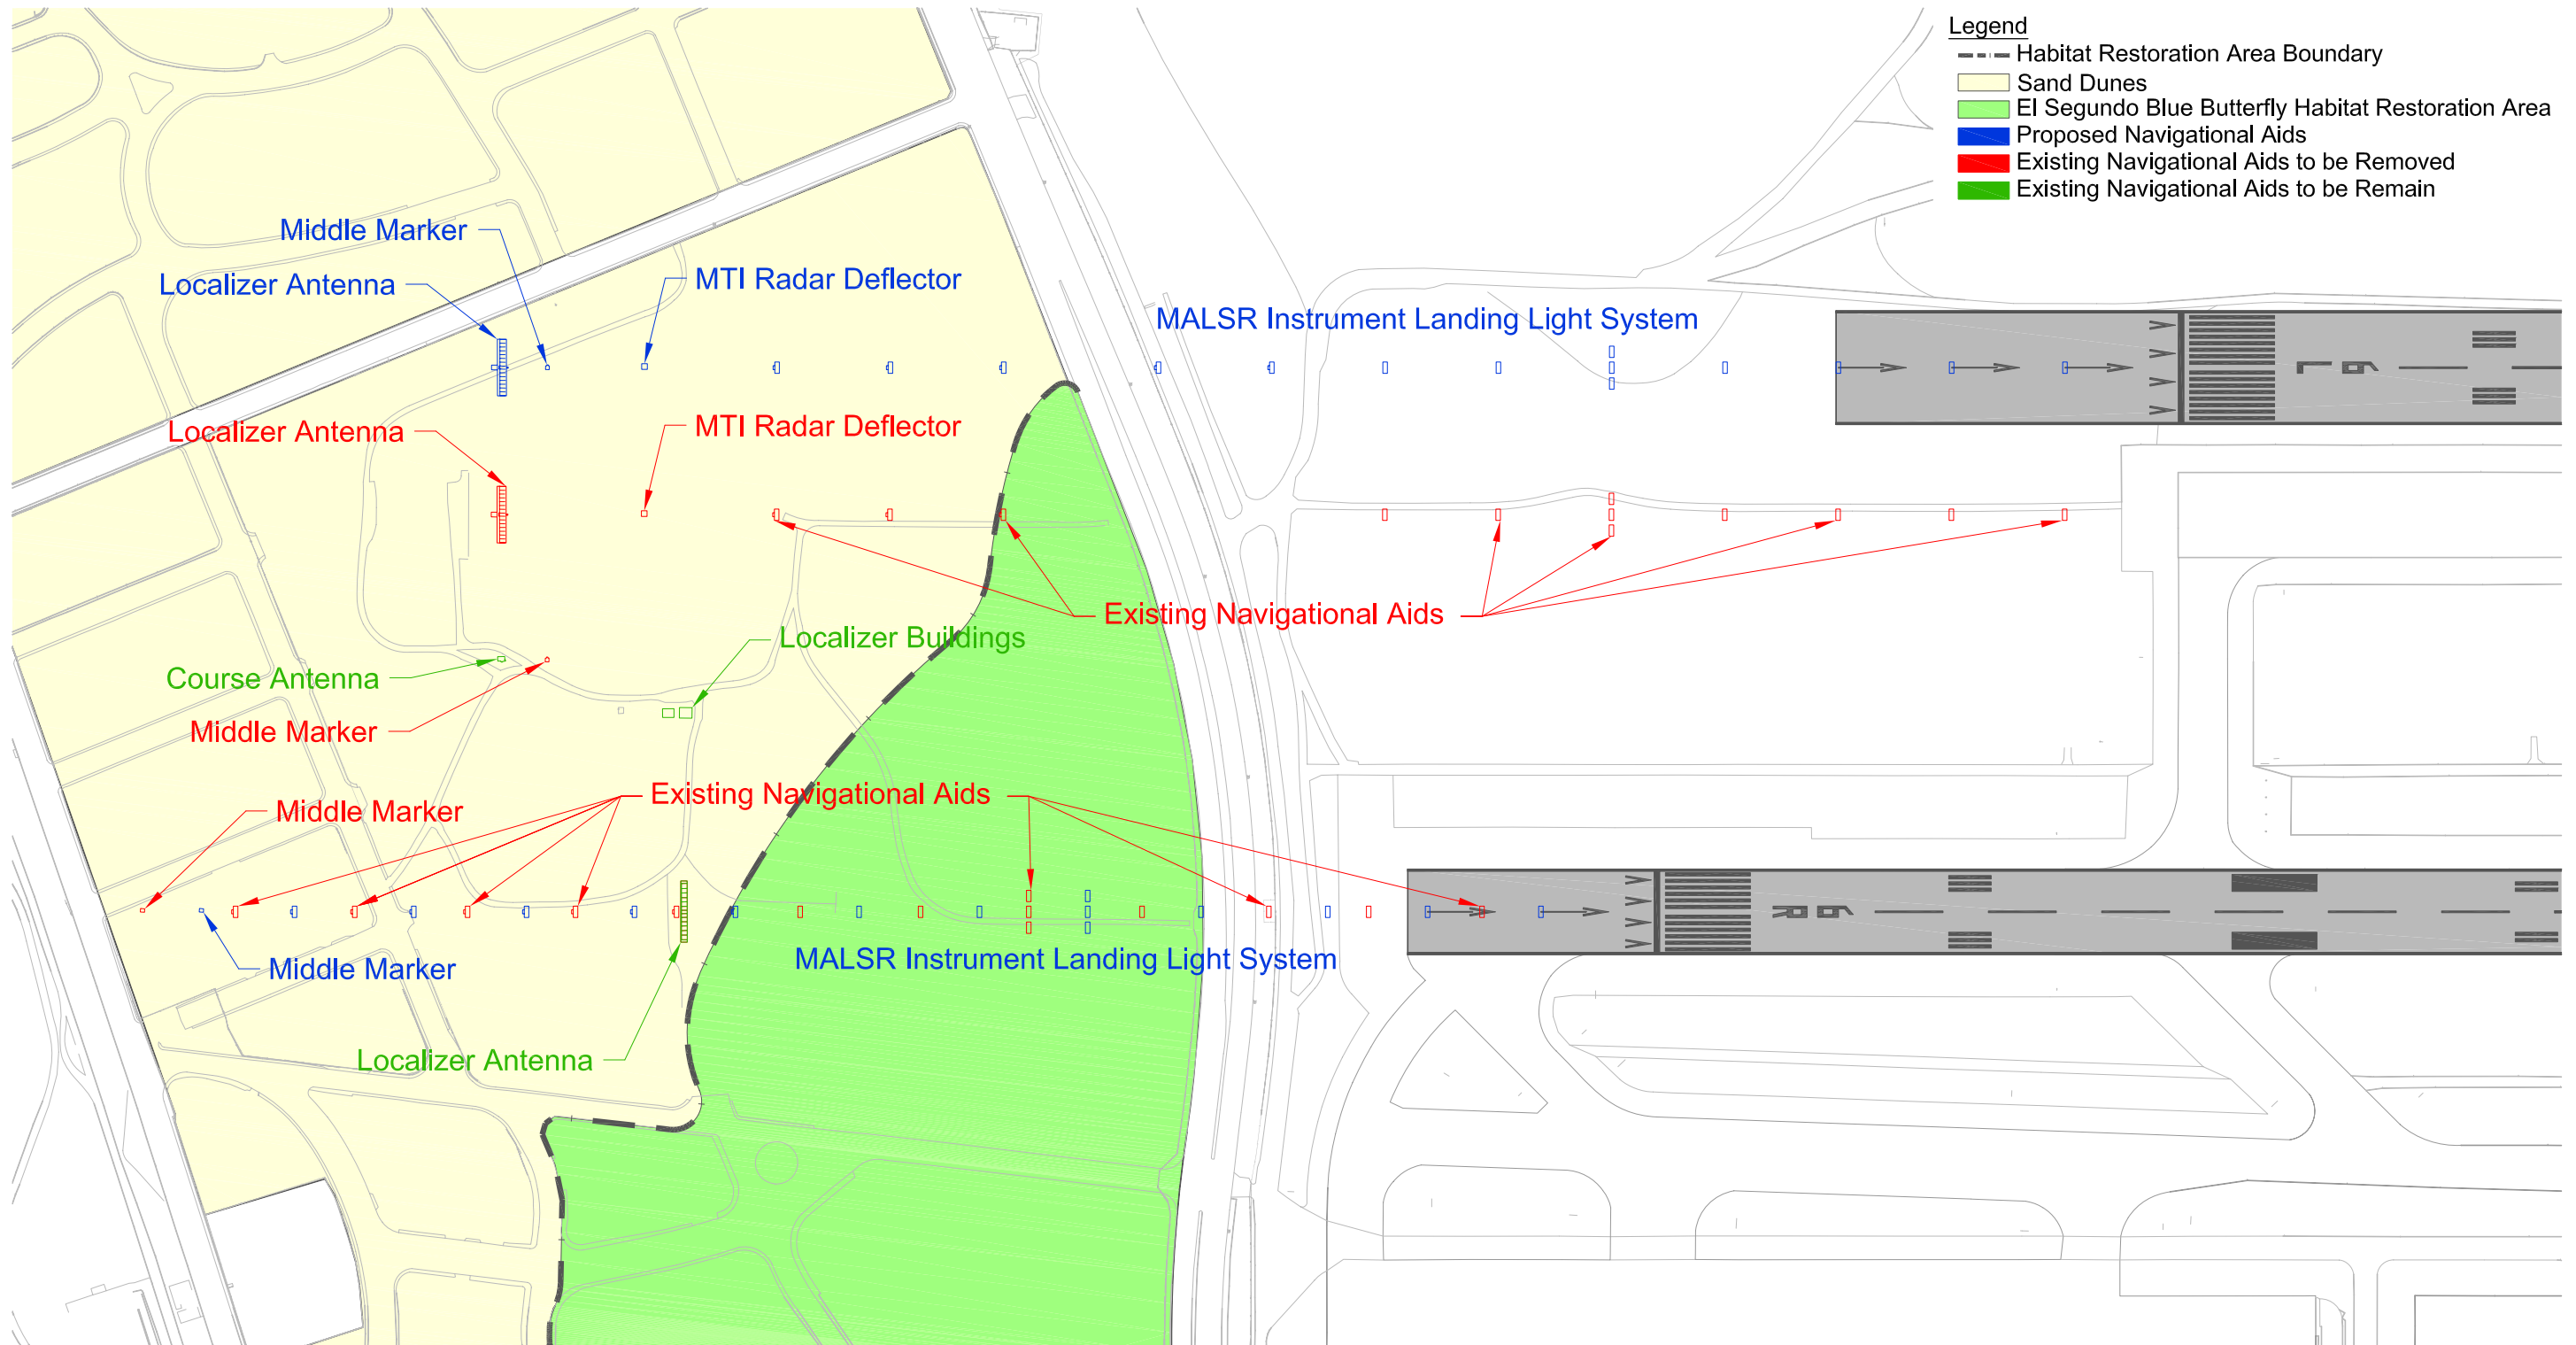 Legend
Habitat Restoration Area Boundary
Sand Dunes
El Segundo Blue Butterfly Habitat Restoration Area
Proposed Navigational Aids
Existing Navigational Aids to be Removed
Existing Navigational Aids to be Remain
Middle Marker
Localizer Antenna
MTI Radar Deflector
MALSR Instrument Landing Light System
Localizer Antenna
MTI Radar Deflector
Existing Navigational Aids
Localizer Buildings
Course Antenna
Middle Marker
Existing Navigational Aids
Middle Marker
Middle Marker
MALSR Instrument Landing Light System
Localizer Antenna